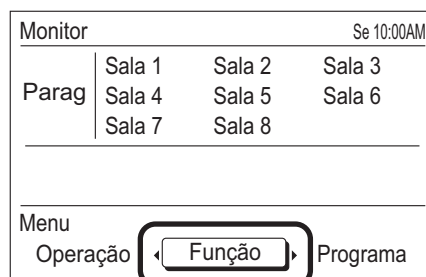 Monitor Se 10:00AM
Sala 1 Sala 2 Sala 3
Parag Sala 4 Sala 5 Sala 6
Sala 7 Sala 8
Menu
Operação Função Programa